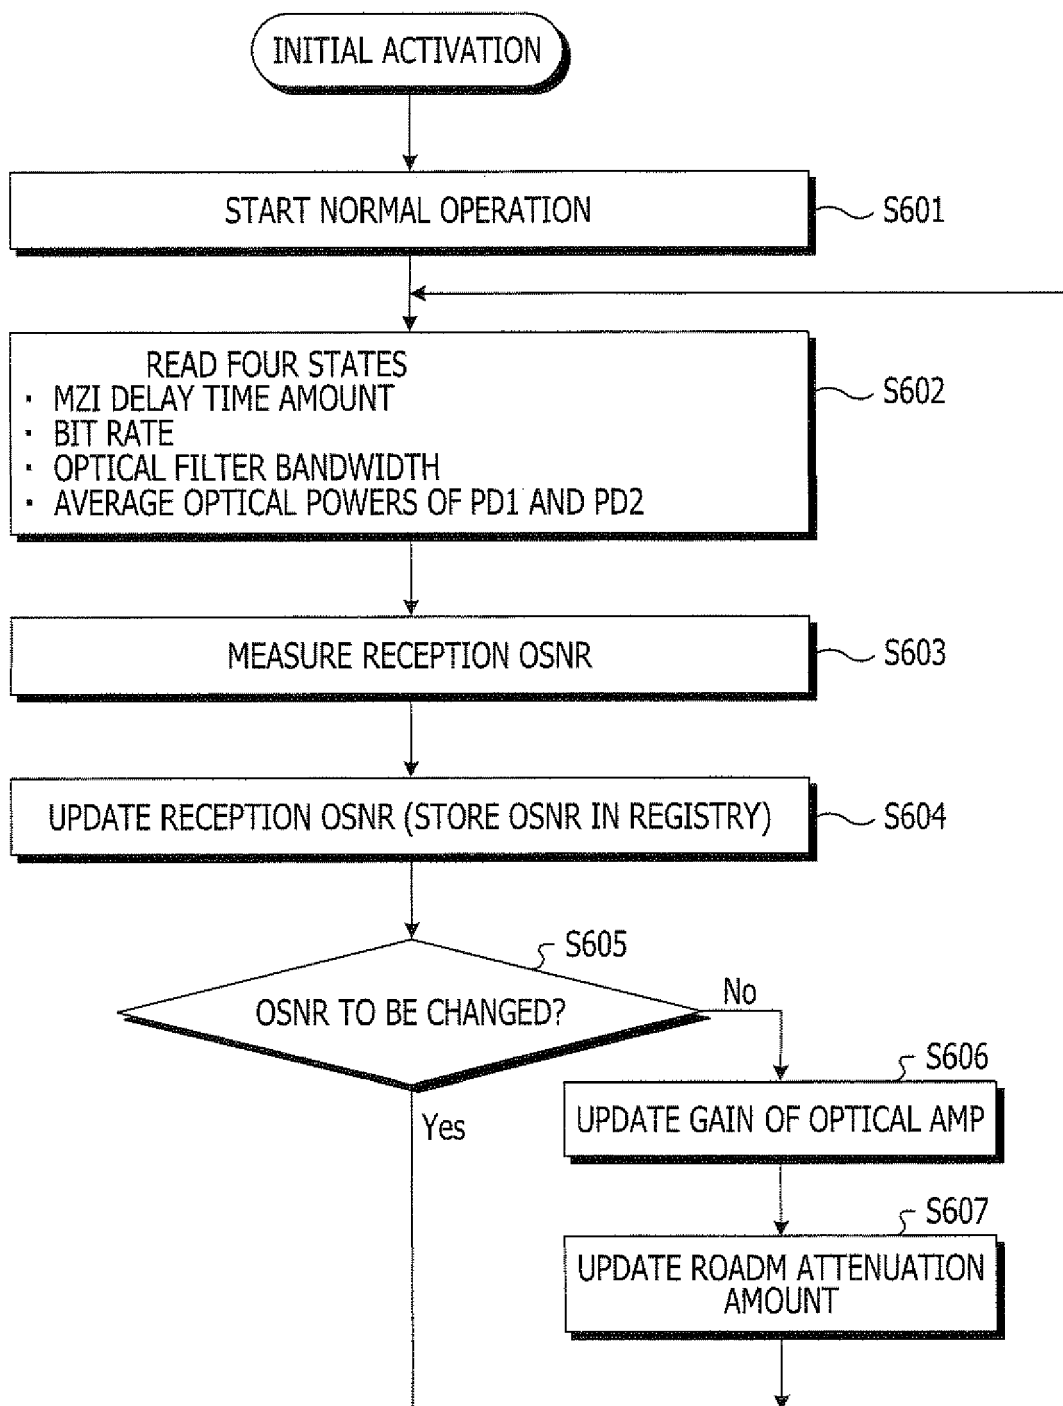 INITIAL ACTIVATION
START NORMAL OPERATION
S601
READ FOUR STATES
· MZI DELAY TIME AMOUNT
· BIT RATE
· OPTICAL FILTER BANDWIDTH
· AVERAGE OPTICAL POWERS OF PD1 AND PD2
S602
MEASURE RECEPTION OSNR
S603
UPDATE RECEPTION OSNR (STORE OSNR IN REGISTRY)
S604
S605
OSNR TO BE CHANGED?
No
Yes
S606
UPDATE GAIN OF OPTICAL AMP
S607
UPDATE ROADM ATTENUATION
AMOUNT